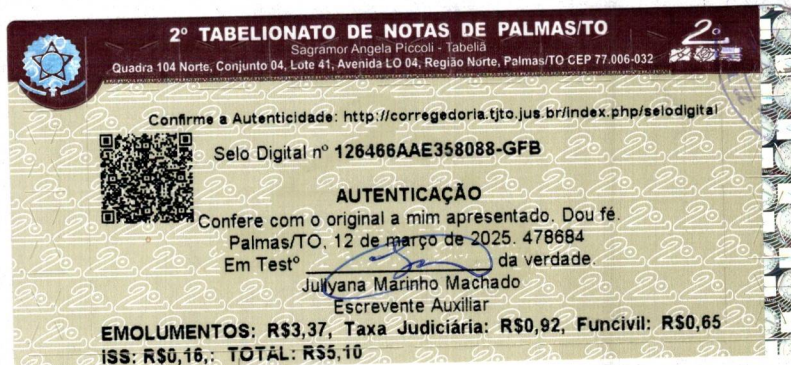 2º TABELIONATO DE NOTAS DE PALMAS/TO
Sagramor Angela Piccoli - Tabeliã
Quadra 104 Norte, Conjunto 04, Lote 41, Avenida LO 04, Região Norte, Palmas/TO CEP 77.006-032
2º
Confirme a Autenticidade: http://corregedoria.tjto.jus.br/index.php/selodigital
Selo Digital nº 126466AAE358088-GFB
AUTENTICAÇÃO
Confere com o original a mim apresentado. Dou fé.
Palmas/TO, 12 de março de 2025. 478684
Em Testº ____________ da verdade.
Jullyana Marinho Machado
Escrevente Auxiliar
EMOLUMENTOS: R$3,37, Taxa Judiciária: R$0,92, Funcivil: R$0,65
ISS: R$0,16,: TOTAL: R$5,10